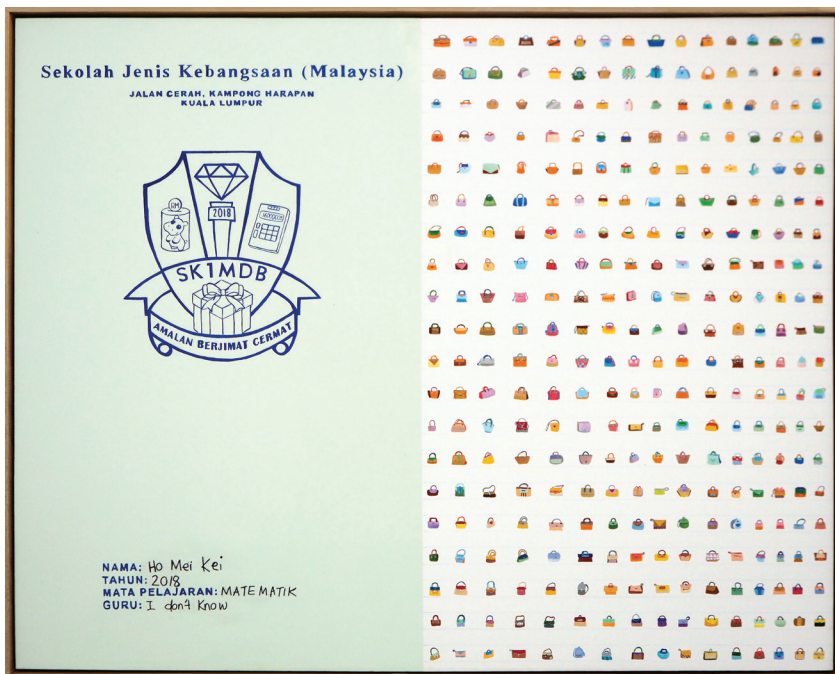 Sekolah Jenis Kebangsaan (Malaysia)
JALAN CERAH, KAMPONG HARAPAN
KUALA LUMPUR
RM
2018
SK1MDB
AMALAN BERJIMAT CERMAT
NAMA: Ho Mei Kei
TAHUN: 2018
MATA PELAJARAN: MATEMATIK
GURU: I don't know